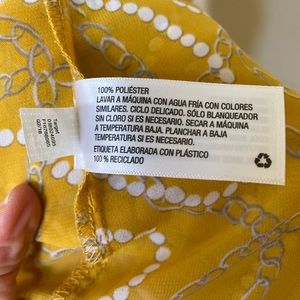 100% POLIÉSTER
LAVAR A MÁQUINA CON AGUA FRÍA CON COLORES
SIMILARES. CICLO DELICADO. SÓLO BLANQUEADOR
SIN CLORO SI ES NECESARIO. SECAR A MÁQUINA
A TEMPERATURA BAJA. PLANCHAR A BAJA
TEMPERATURA SI ES NECESARIO.
ETIQUETA ELABORADA CON PLÁSTICO
100 % RECICLADO
Target